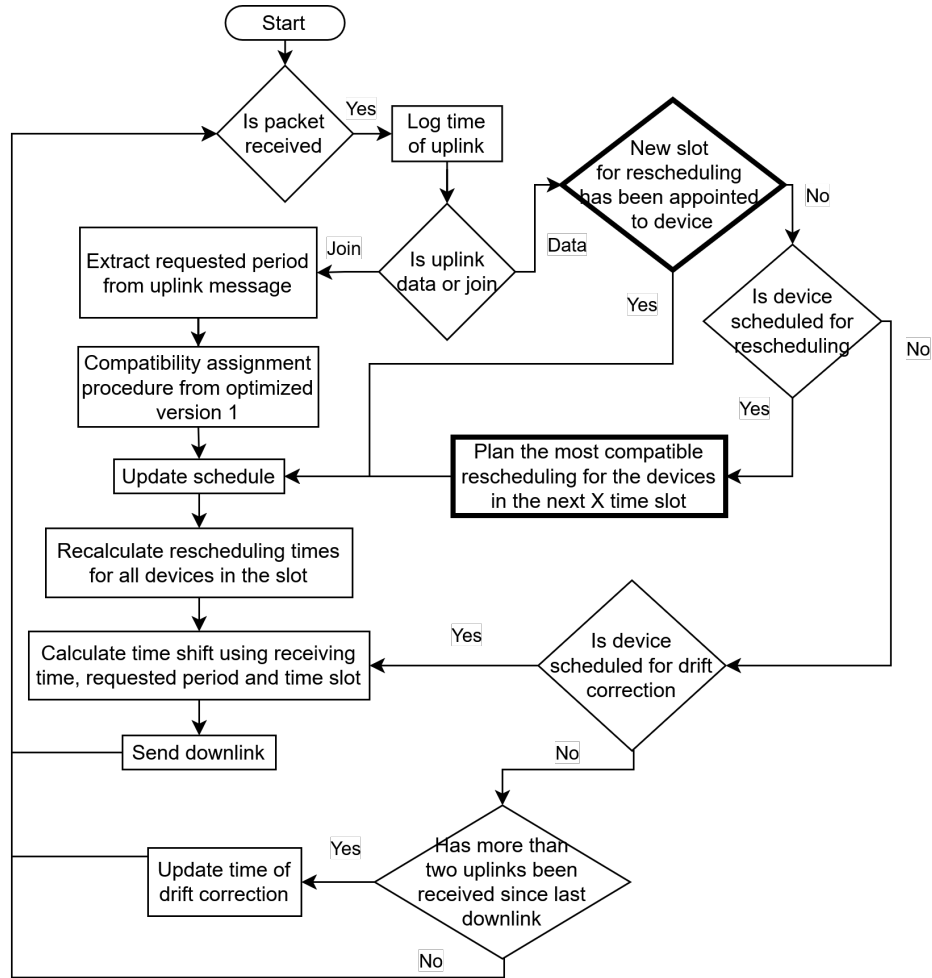 Start
Is packet
received
Yes
Log time
of uplink
New slot
for rescheduling
has been appointed
to device
No
Join
Is uplink
data or join
Data
Extract requested period
from uplink message
Yes
Is device
scheduled for
rescheduling
No
Compatibility assignment
procedure from optimized
version 1
Yes
Update schedule
Plan the most compatible
rescheduling for the devices
in the next X time slot
Recalculate rescheduling times
for all devices in the slot
Calculate time shift using receiving
time, requested period and time slot
Yes
Is device
scheduled for drift
correction
Send downlink
No
Update time of
drift correction
Yes
Has more than
two uplinks been
received since last
downlink
No